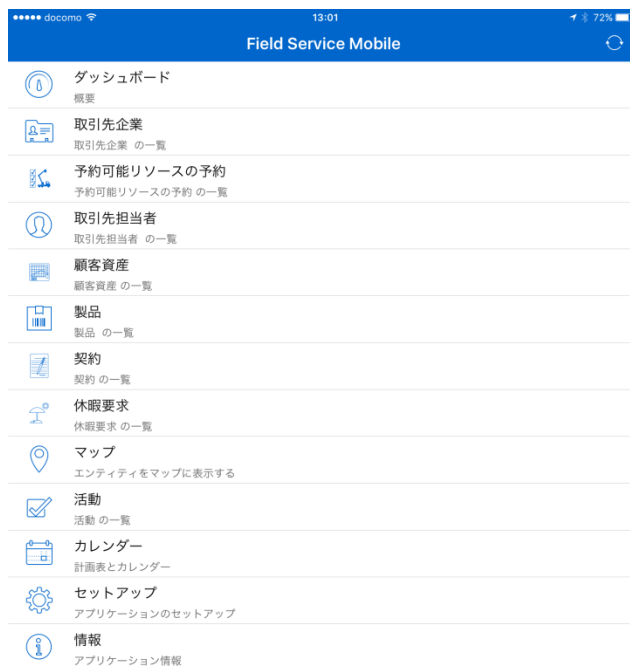 docomo 13:01 72%
Field Service Mobile
ダッシュボード
概要
取引先企業
取引先企業 の一覧
予約可能リソースの予約
予約可能リソースの予約 の一覧
取引先担当者
取引先担当者 の一覧
顧客資産
顧客資産 の一覧
製品
製品 の一覧
契約
契約 の一覧
休暇要求
休暇要求 の一覧
マップ
エンティティをマップに表示する
活動
活動 の一覧
カレンダー
計画表とカレンダー
セットアップ
アプリケーションのセットアップ
情報
アプリケーション情報